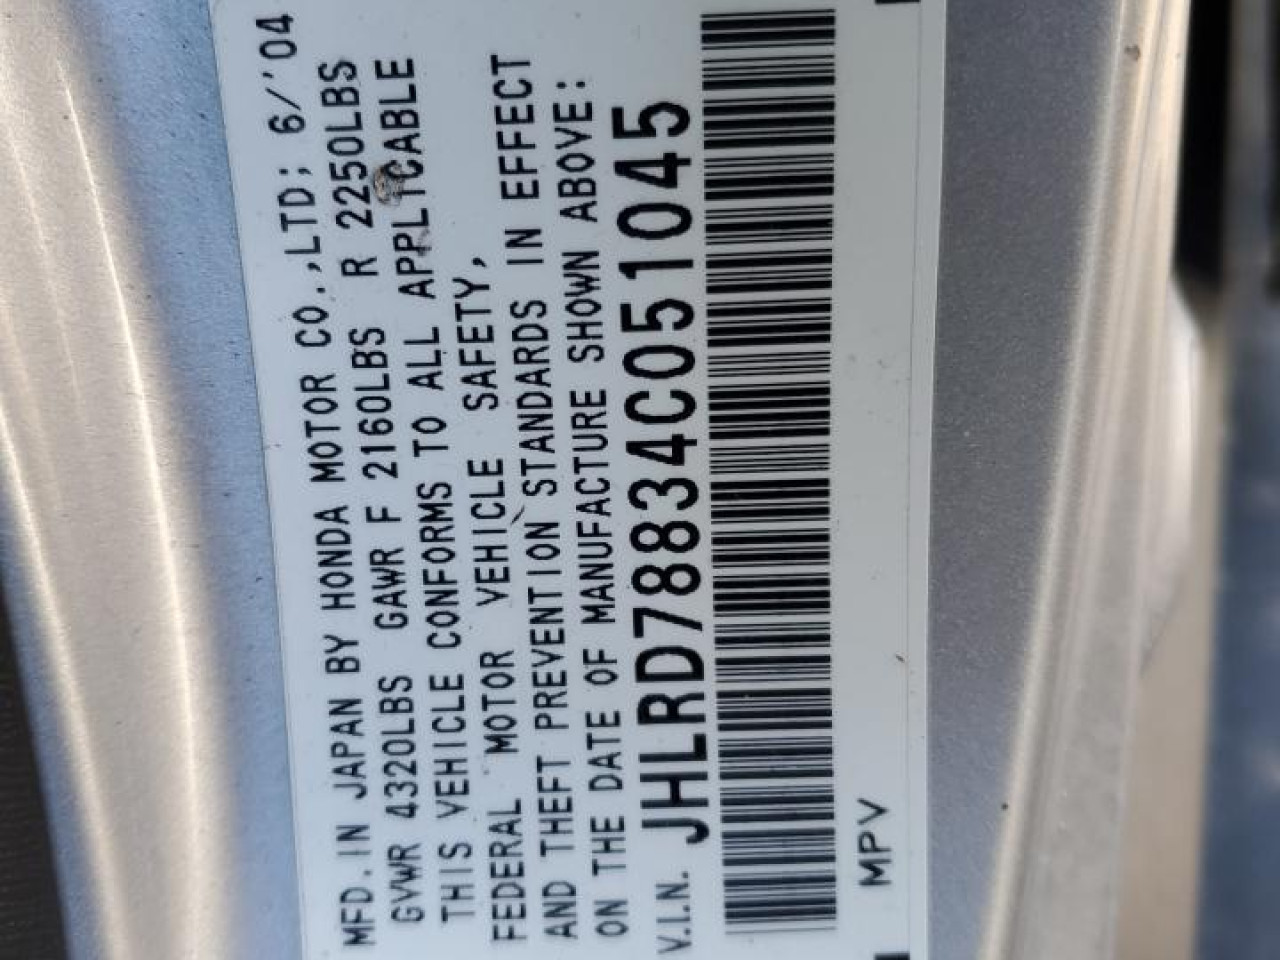 MFD. IN JAPAN BY HONDA MOTOR CO.,LTD; 6/'04
GVWR 4320LBS GAWR F 2160LBS R 2250LBS
THIS VEHICLE CONFORMS TO ALL APPLICABLE
FEDERAL MOTOR VEHICLE SAFETY,
AND THEFT PREVENTION STANDARDS IN EFFECT
ON THE DATE OF MANUFACTURE SHOWN ABOVE:
V.I.N. JHLRD78834C051045
MPV